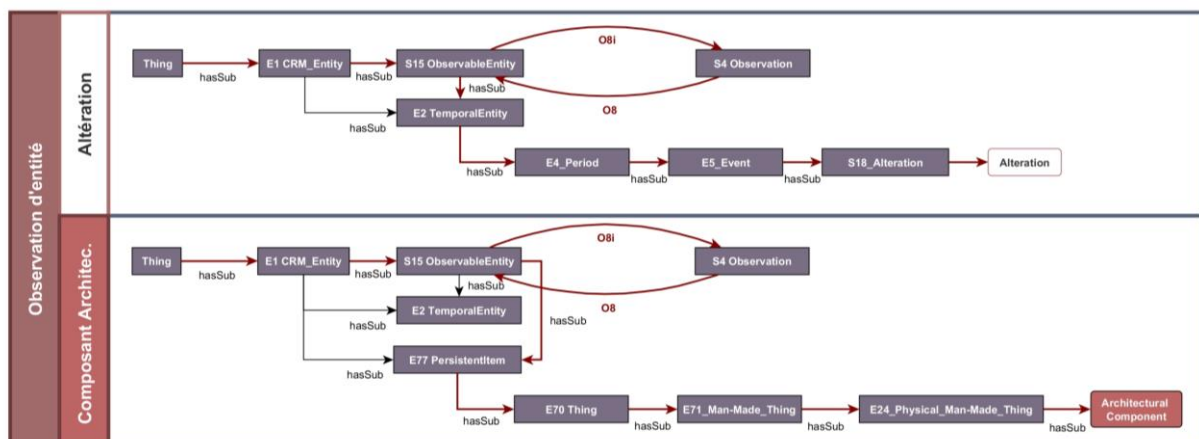 Observation d'entité
Altération
O8i
Thing
E1 CRM_Entity
S15 ObservableEntity
S4 Observation
hasSub
hasSub
hasSub
O8
E2 TemporalEntity
hasSub
hasSub
E4_Period
E5_Event
S18_Alteration
Alteration
hasSub
hasSub
Composant Architec.
O8i
Thing
E1 CRM_Entity
S15 ObservableEntity
S4 Observation
hasSub
hasSub
hasSub
E2 TemporalEntity
O8
hasSub
hasSub
E77 PersistentItem
hasSub
hasSub
E70 Thing
E71_Man-Made_Thing
E24_Physical_Man-Made_Thing
Architectural
Component
hasSub
hasSub
hasSub